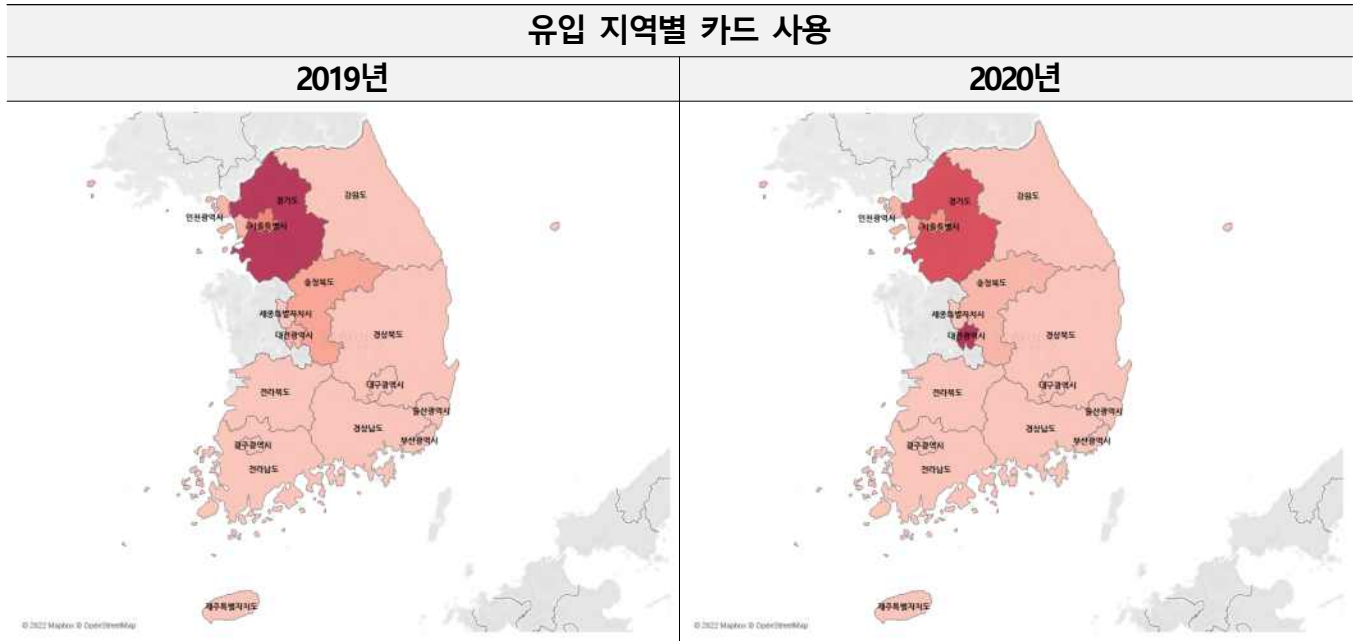 유입 지역별 카드 사용
2019년
2020년
경기도
강원도
인천광역시
서울특별시
충청북도
세종특별자치시
대전광역시
경상북도
전라북도
대구광역시
울산광역시
경상남도
부산광역시
광주광역시
전라남도
제주특별자치도
© 2022 Mapbox © OpenStreetMap
경기도
강원도
인천광역시
서울특별시
충청북도
세종특별자치시
대전광역시
경상북도
전라북도
대구광역시
울산광역시
경상남도
부산광역시
광주광역시
전라남도
제주특별자치도
© 2022 Mapbox © OpenStreetMap